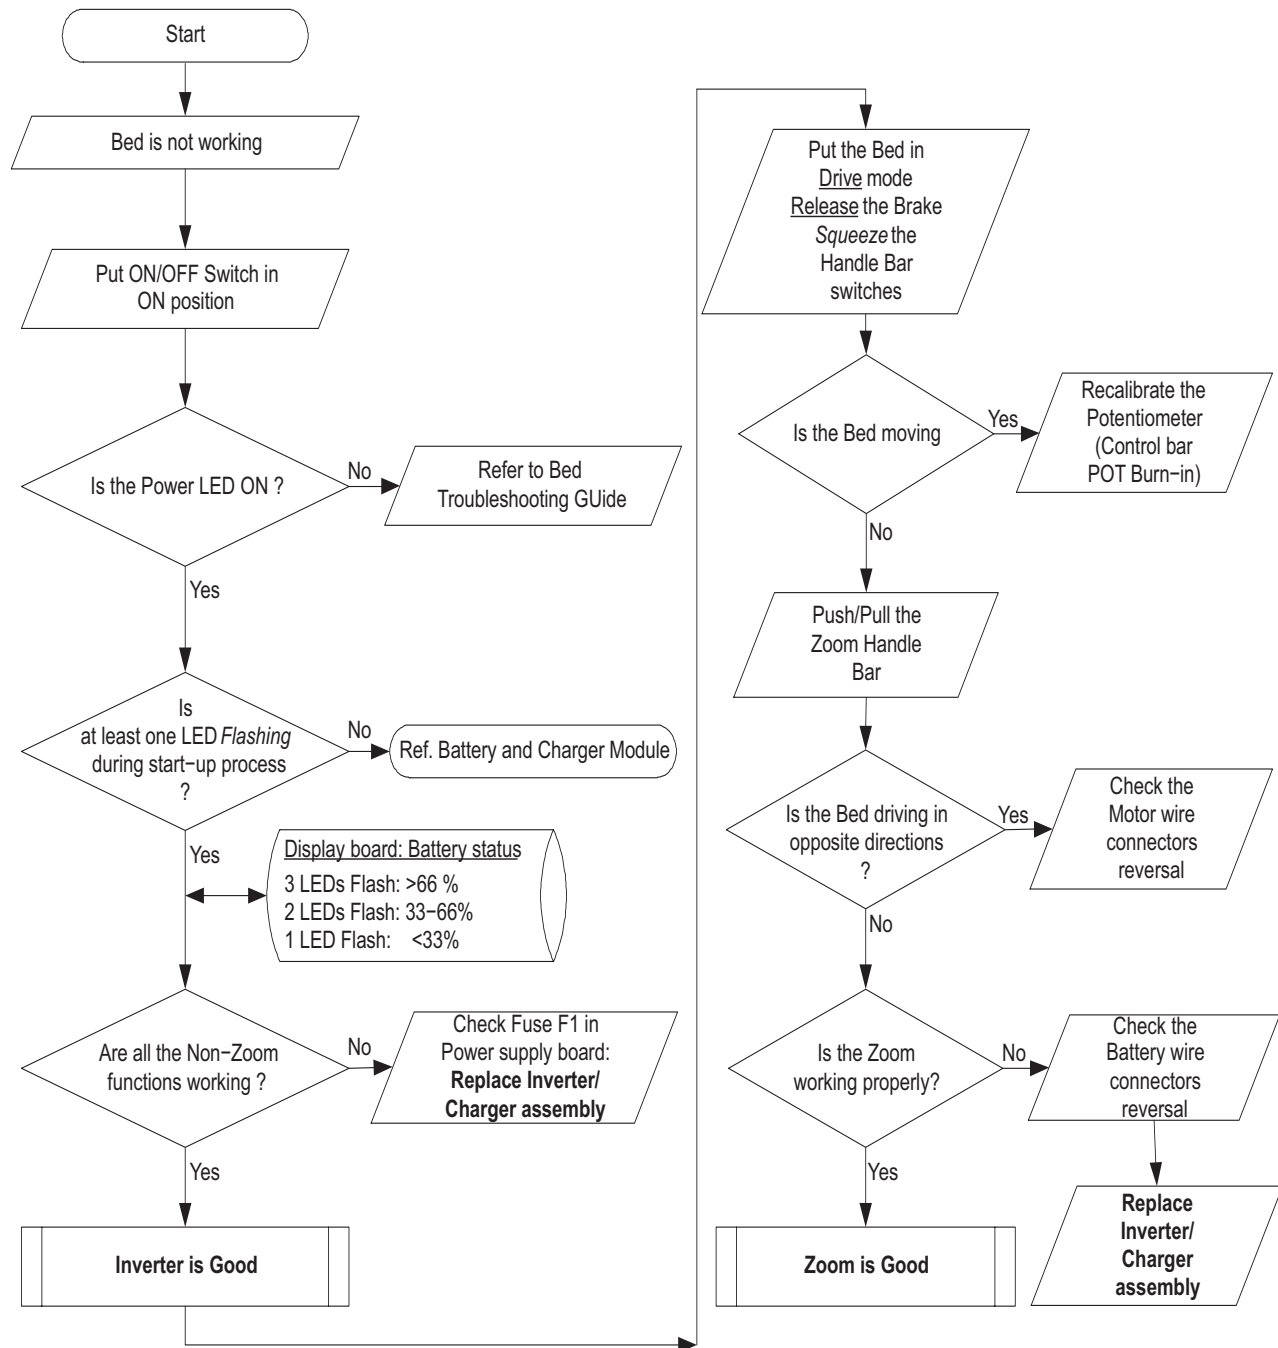 Start
Bed is not working
Put ON/OFF Switch in
ON position
Is the Power LED ON ?
No
Refer to Bed
Troubleshooting GUide
Yes
Is
at least one LED Flashing
during start-up process
?
No
Ref. Battery and Charger Module
Yes
Display board: Battery status
3 LEDs Flash: >66 %
2 LEDs Flash: 33-66%
1 LED Flash: <33%
Are all the Non-Zoom
functions working ?
No
Check Fuse F1 in
Power supply board:
Replace Inverter/
Charger assembly
Yes
Inverter is Good
Put the Bed in
Drive mode
Release the Brake
Squeeze the
Handle Bar
switches
Is the Bed moving
Yes
Recalibrate the
Potentiometer
(Control bar
POT Burn-in)
No
Push/Pull the
Zoom Handle
Bar
Is the Bed driving in
opposite directions
?
Yes
Check the
Motor wire
connectors
reversal
No
Is the Zoom
working properly?
No
Check the
Battery wire
connectors
reversal
Yes
Replace
Inverter/
Charger
assembly
Zoom is Good